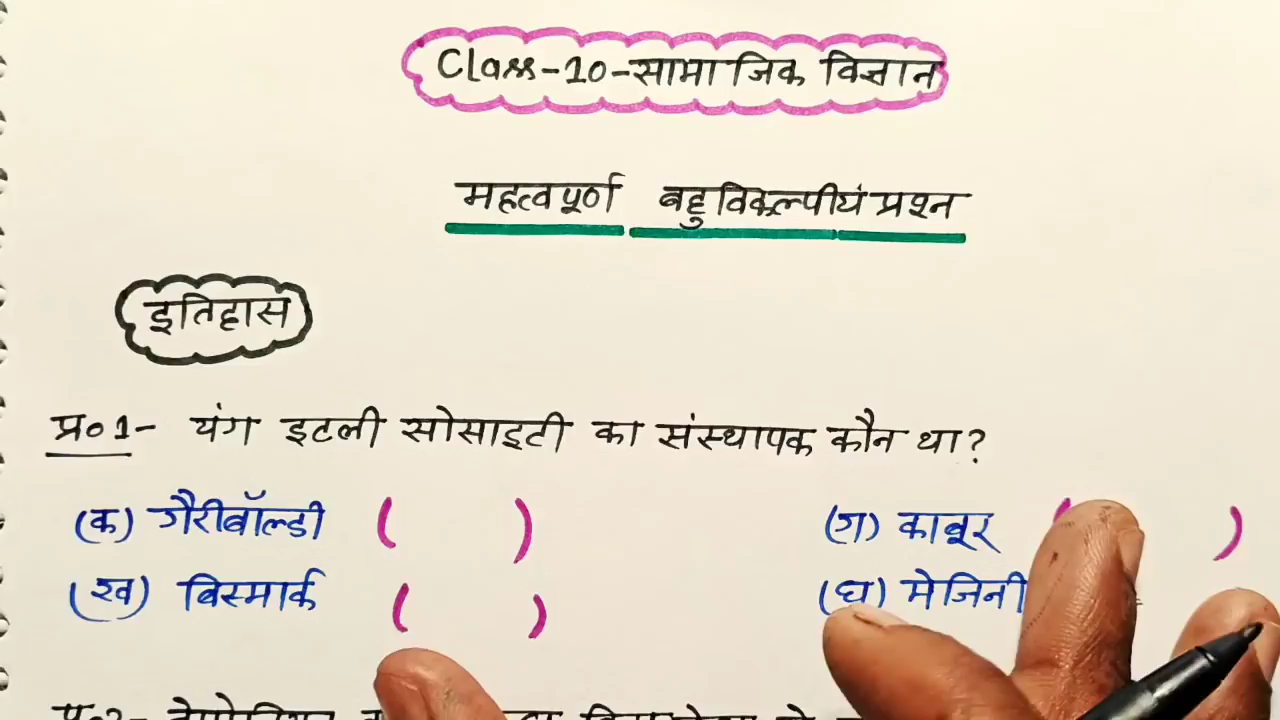 Class-10-सामाजिक विज्ञान
महत्वपूर्ण बहुविकल्पीयं प्रश्न
इतिहास
प्र०1- यंग इटली सोसाइटी का संस्थापक कौन था?
(क) गैरीबॉल्डी ( ) (ग) काबूर ( )
(ख) बिस्मार्क ( ) (घ) मेजिनी